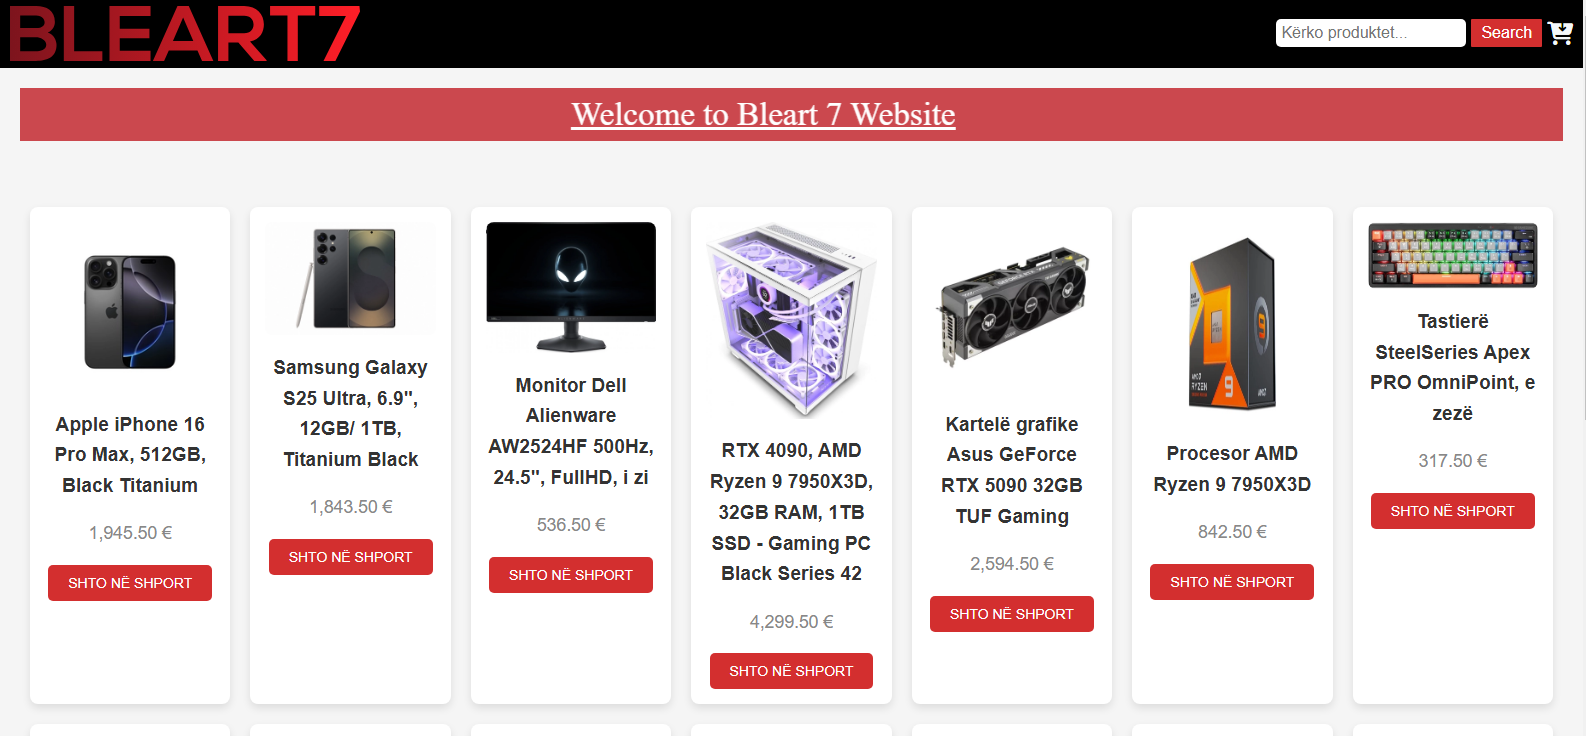 BLEART7
Kërko produktet...
Search
Welcome to Bleart 7 Website
Apple iPhone 16
Pro Max, 512GB,
Black Titanium
1,945.50 €
SHTO NË SHPORT
Samsung Galaxy
S25 Ultra, 6.9",
12GB/ 1TB,
Titanium Black
1,843.50 €
SHTO NË SHPORT
Monitor Dell
Alienware
AW2524HF 500Hz,
24.5", FullHD, i zi
536.50 €
SHTO NË SHPORT
RTX 4090, AMD
Ryzen 9 7950X3D,
32GB RAM, 1TB
SSD - Gaming PC
Black Series 42
4,299.50 €
SHTO NË SHPORT
Kartelë grafike
Asus GeForce
RTX 5090 32GB
TUF Gaming
2,594.50 €
SHTO NË SHPORT
RYZEN
9
AMD
Procesor AMD
Ryzen 9 7950X3D
842.50 €
SHTO NË SHPORT
Tastierë
SteelSeries Apex
PRO OmniPoint, e
zezë
317.50 €
SHTO NË SHPORT